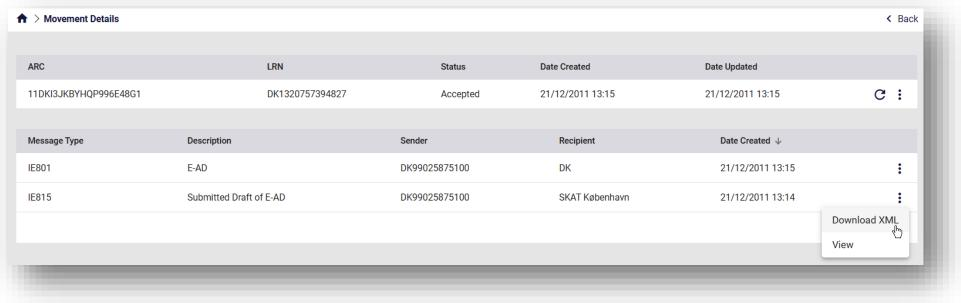 > Movement Details < Back
ARC LRN Status Date Created Date Updated
11DKI3JKBYHQP996E48G1 DK1320757394827 Accepted 21/12/2011 13:15 21/12/2011 13:15
Message Type Description Sender Recipient Date Created ↓
IE801 E-AD DK99025875100 DK 21/12/2011 13:15
IE815 Submitted Draft of E-AD DK99025875100 SKAT København 21/12/2011 13:14
Download XML
View